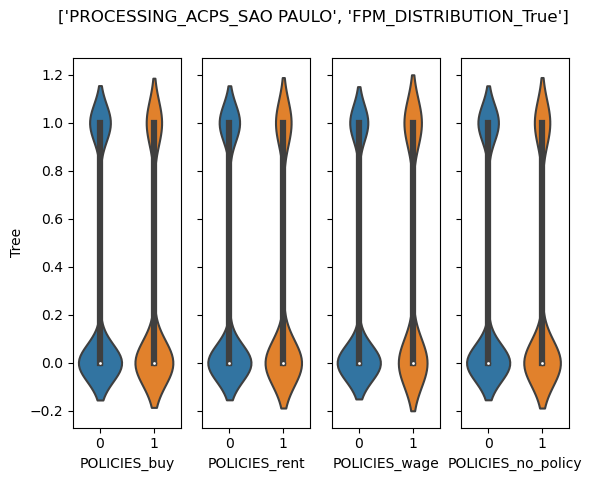 ['PROCESSING_ACPS_SAO PAULO', 'FPM_DISTRIBUTION_True']
1.2
1.0
0.8
0.6
0.4
0.2
0.0
−0.2
Tree
0 1 0 1 0 1 0 1
POLICIES_buy POLICIES_rent POLICIES_wage POLICIES_no_policy